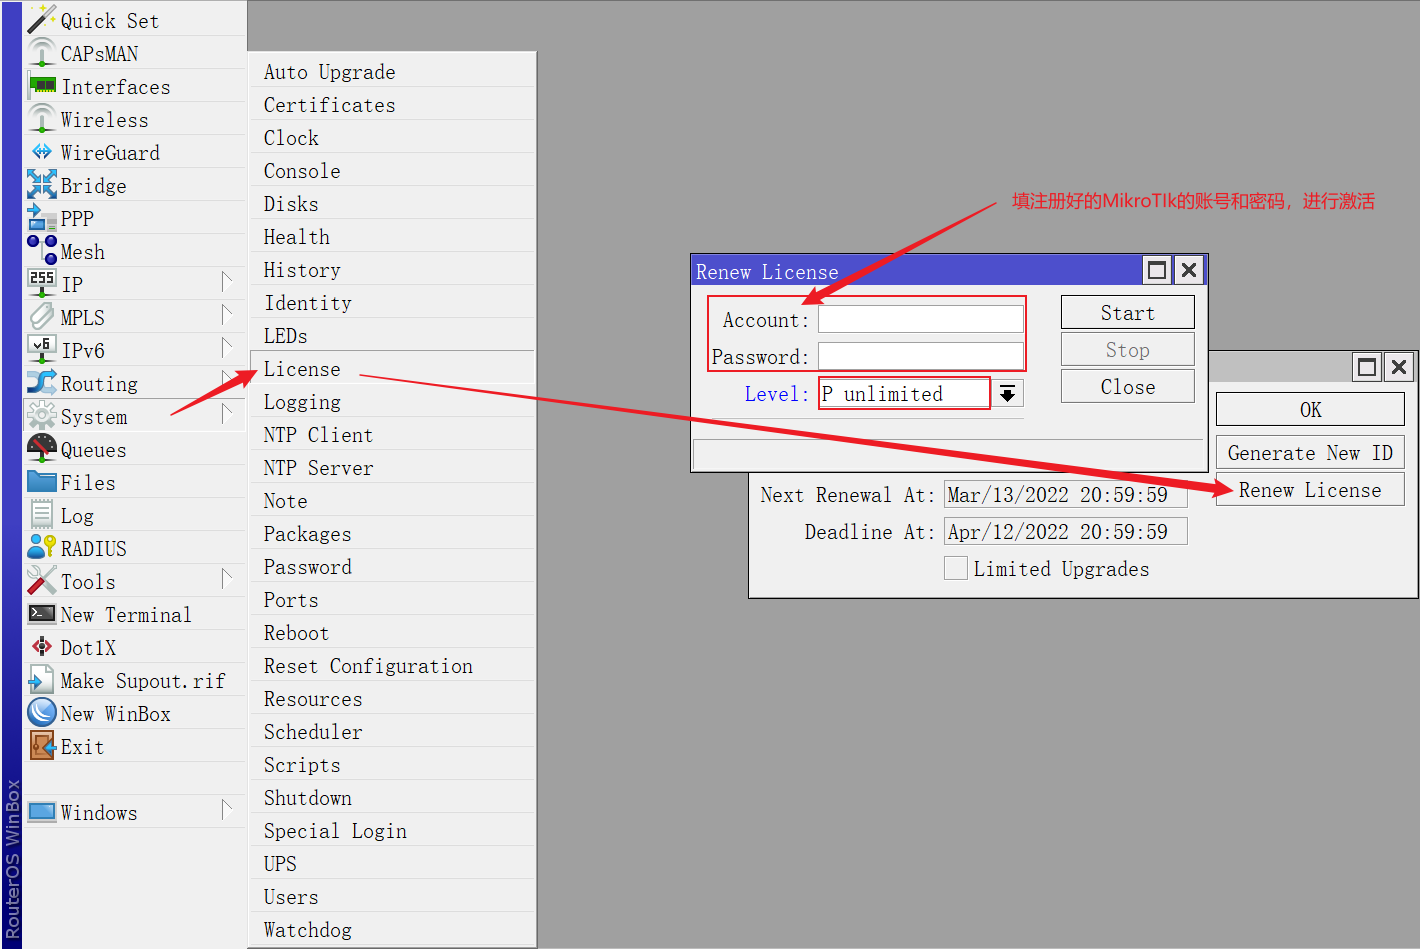 Quick Set
CAPsMAN
Interfaces
Wireless
WireGuard
Bridge
PPP
Mesh
255
IP
MPLS
v6
IPv6
Routing
System
Queues
Files
Log
RADIUS
Tools
New Terminal
Dot1X
Make Supout.rif
New WinBox
Exit
Windows
RouterOS WinBox
Auto Upgrade
Certificates
Clock
Console
Disks
Health
History
Identity
LEDs
License
Logging
NTP Client
NTP Server
Note
Packages
Password
Ports
Reboot
Reset Configuration
Resources
Scheduler
Scripts
Shutdown
Special Login
UPS
Users
Watchdog
填注册好的MikroTIk的账号和密码，进行激活
Renew License
Account:
Password:
Level: P unlimited
Start
Stop
Close
OK
Generate New ID
Renew License
Next Renewal At: Mar/13/2022 20:59:59
Deadline At: Apr/12/2022 20:59:59
Limited Upgrades